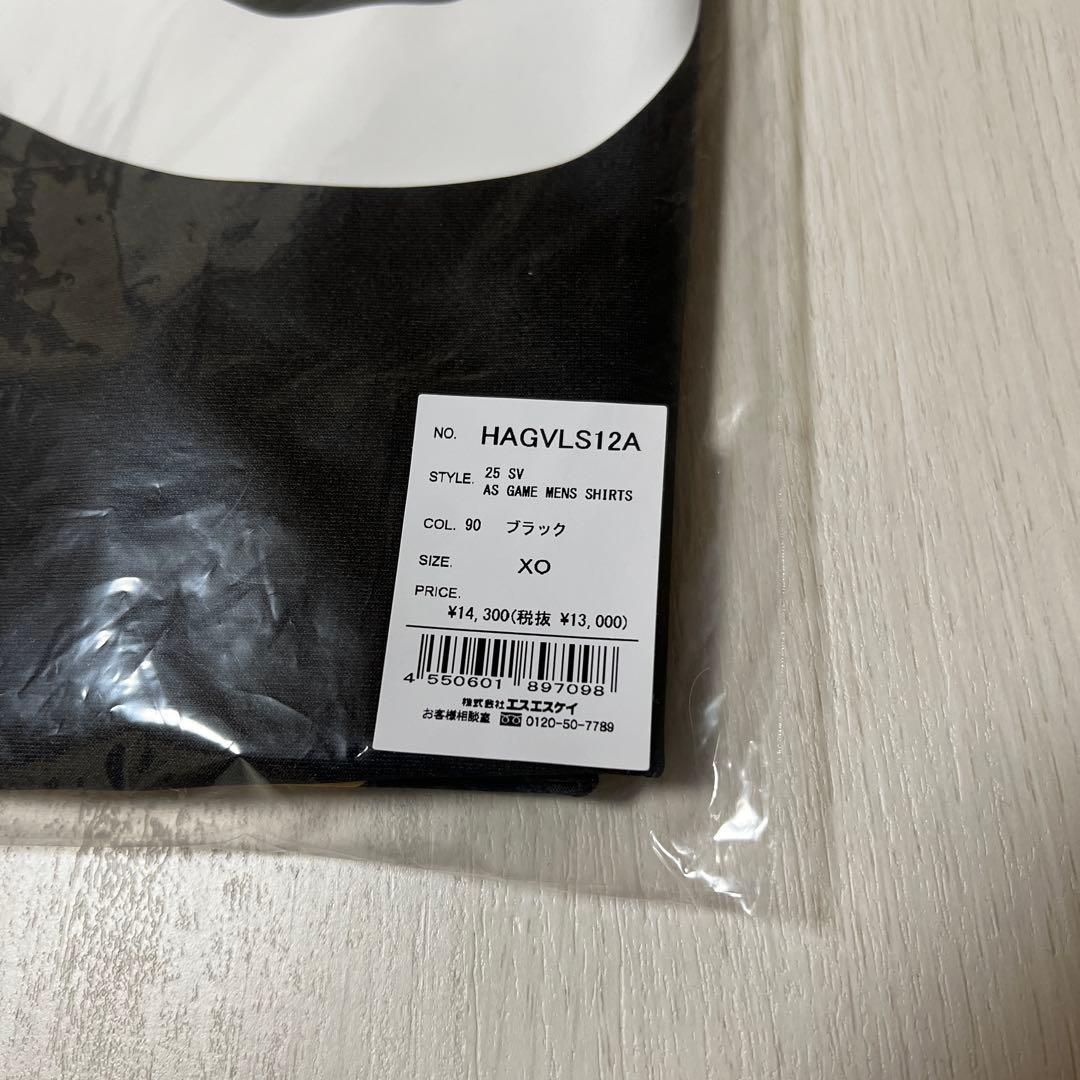 NO. HAGVLS12A
STYLE. 25 SV
AS GAME MENS SHIRTS
COL. 90 ブラック
SIZE. XO
PRICE.
¥14,300(税抜 ¥13,000)
4 550601 897098
株式会社エスエスケイ
お客様相談室 0120-50-7789